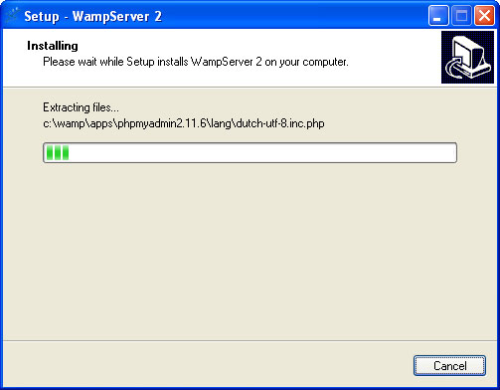 Setup - WampServer 2
Installing
Please wait while Setup installs WampServer 2 on your computer.
Extracting files...
c:\wamp\apps\phpmyadmin2.11.6\lang\dutch-utf-8.inc.php
Cancel